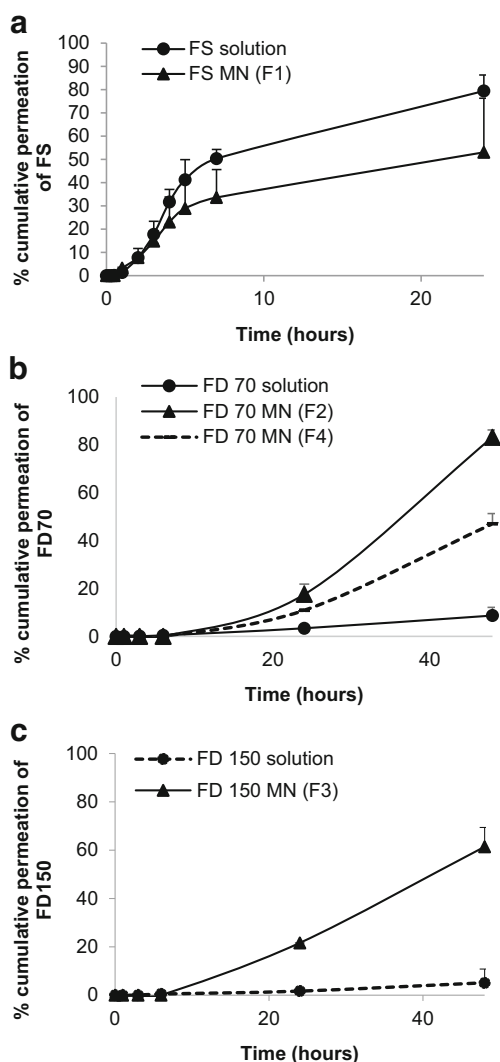 a
FS solution
FS MN (F1)
% cumulative permeation
of FS
100
90
80
70
60
50
40
30
20
10
0
0 10 20
Time (hours)
b
FD 70 solution
FD 70 MN (F2)
FD 70 MN (F4)
% cumulative permeation of
FD70
100
80
60
40
20
0
0 20 40
Time (hours)
c
FD 150 solution
FD 150 MN (F3)
% cumulative permeation of
FD150
100
80
60
40
20
0
0 20 40
Time (hours)